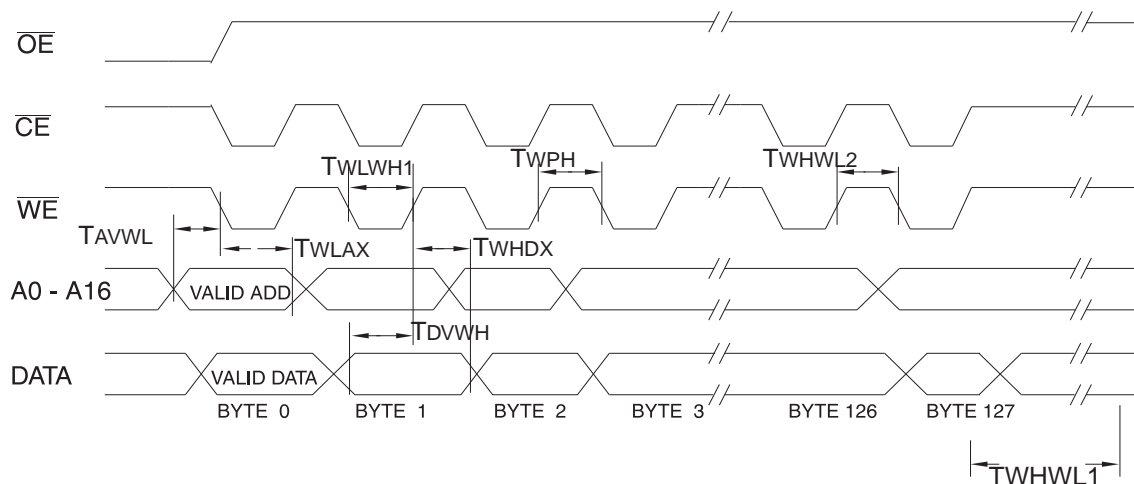 OE
CE
TWLWH1
TWPH
TWHWL2
WE
TAVWL
TWLAX
TWHDX
A0 - A16
VALID ADD
TDVWH
DATA
VALID DATA
BYTE 0
BYTE 1
BYTE 2
BYTE 3
BYTE 126
BYTE 127
TWHWL1